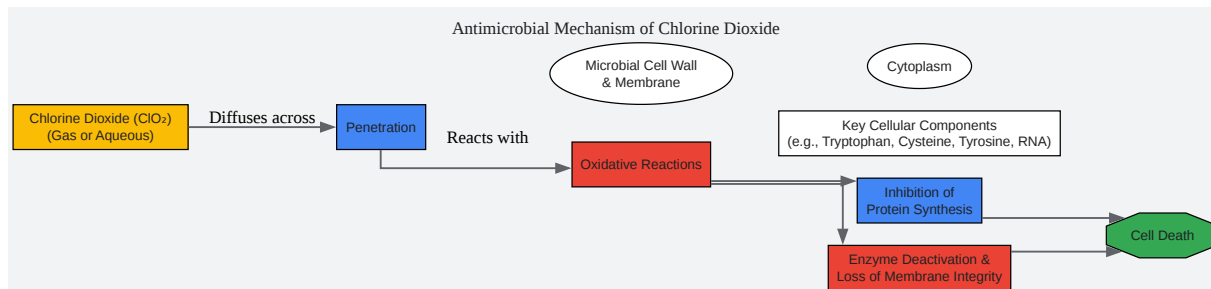 Antimicrobial Mechanism of Chlorine Dioxide
Microbial Cell Wall
& Membrane
Cytoplasm
Chlorine Dioxide (ClO₂)
(Gas or Aqueous)
Diffuses across
Penetration
Reacts with
Key Cellular Components
(e.g., Tryptophan, Cysteine, Tyrosine, RNA)
Oxidative Reactions
Inhibition of
Protein Synthesis
Cell Death
Enzyme Deactivation &
Loss of Membrane Integrity